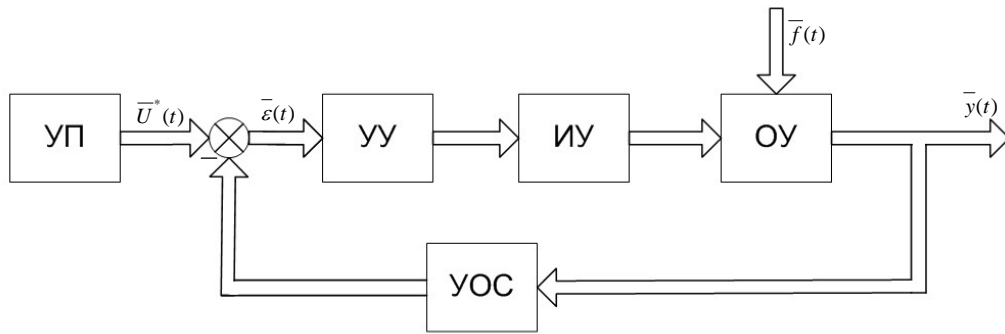 f̅(t)
УП
U̅*(t)
ε̅(t)
УУ
ИУ
ОУ
y̅(t)
–
УОС